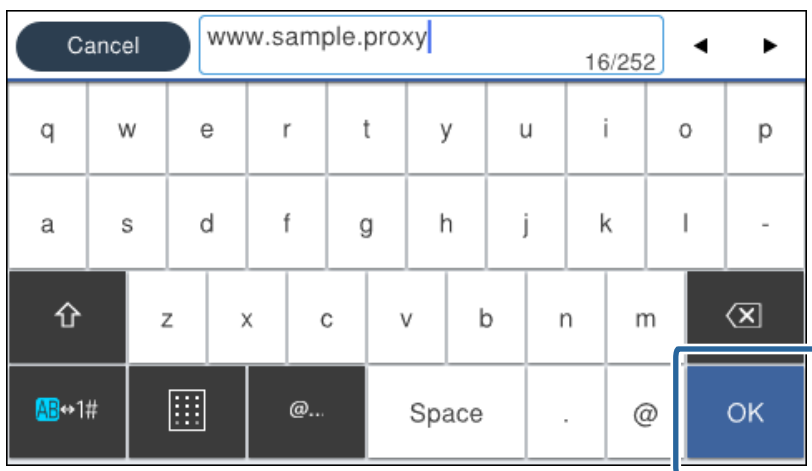 Cancel www.sample.proxy
16/252
q w e r t y u i o p
a s d f g h j k l -
z x c v b n m
AB⇔1# @... Space . @ OK